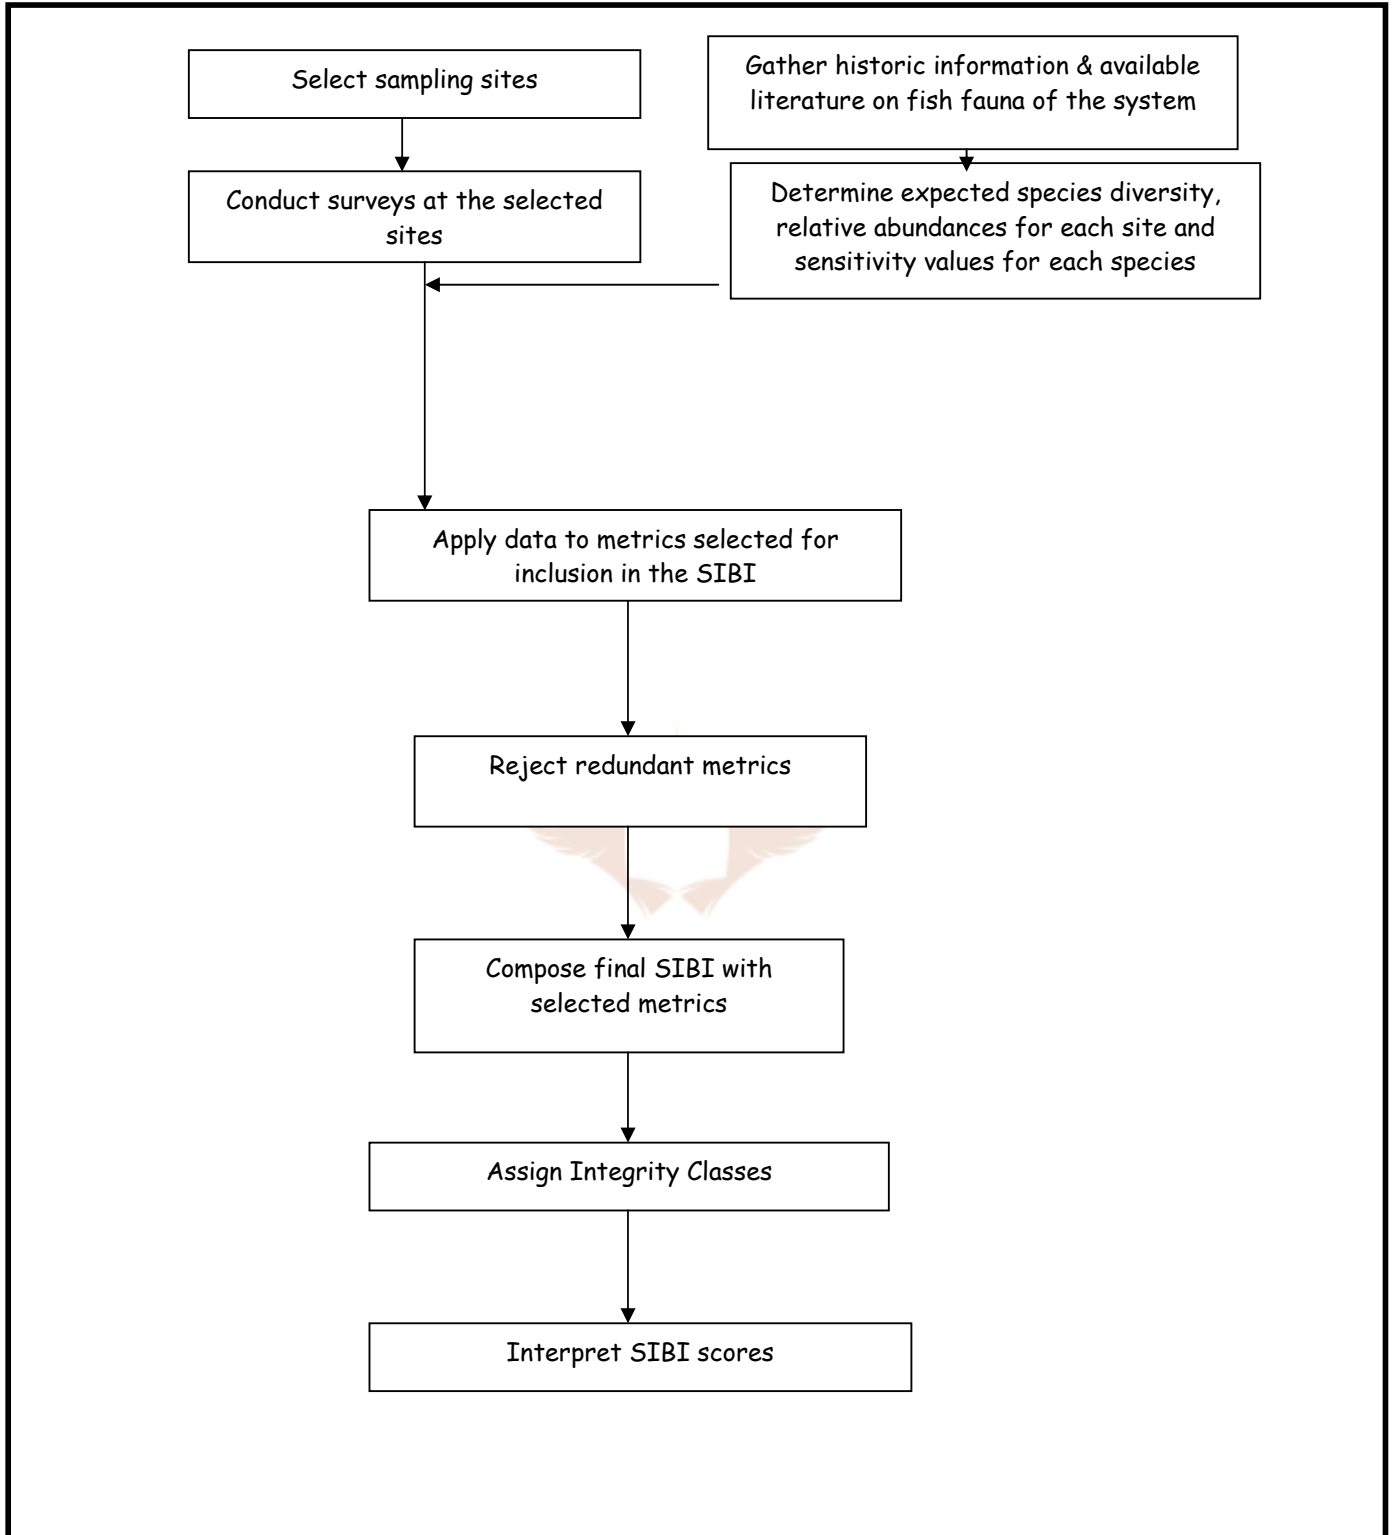 Select sampling sites
Gather historic information & available
literature on fish fauna of the system
Conduct surveys at the selected
sites
Determine expected species diversity,
relative abundances for each site and
sensitivity values for each species
Apply data to metrics selected for
inclusion in the SIBI
Reject redundant metrics
Compose final SIBI with
selected metrics
Assign Integrity Classes
Interpret SIBI scores